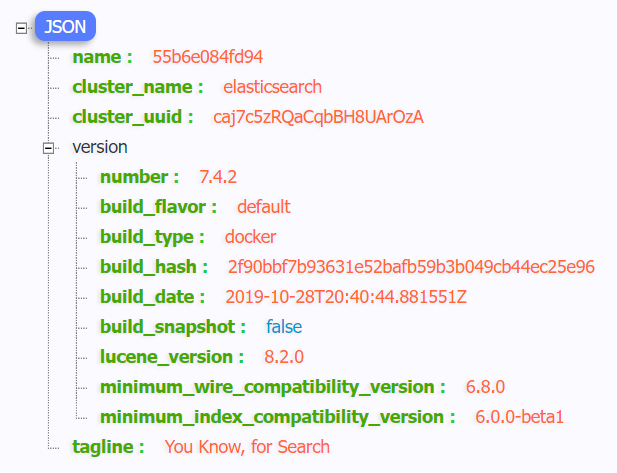 JSON
name : 55b6e084fd94
cluster_name : elasticsearch
cluster_uuid : caj7c5zRQaCqbBH8UArOzA
version
number : 7.4.2
build_flavor : default
build_type : docker
build_hash : 2f90bbf7b93631e52bafb59b3b049cb44ec25e96
build_date : 2019-10-28T20:40:44.881551Z
build_snapshot : false
lucene_version : 8.2.0
minimum_wire_compatibility_version : 6.8.0
minimum_index_compatibility_version : 6.0.0-beta1
tagline : You Know, for Search